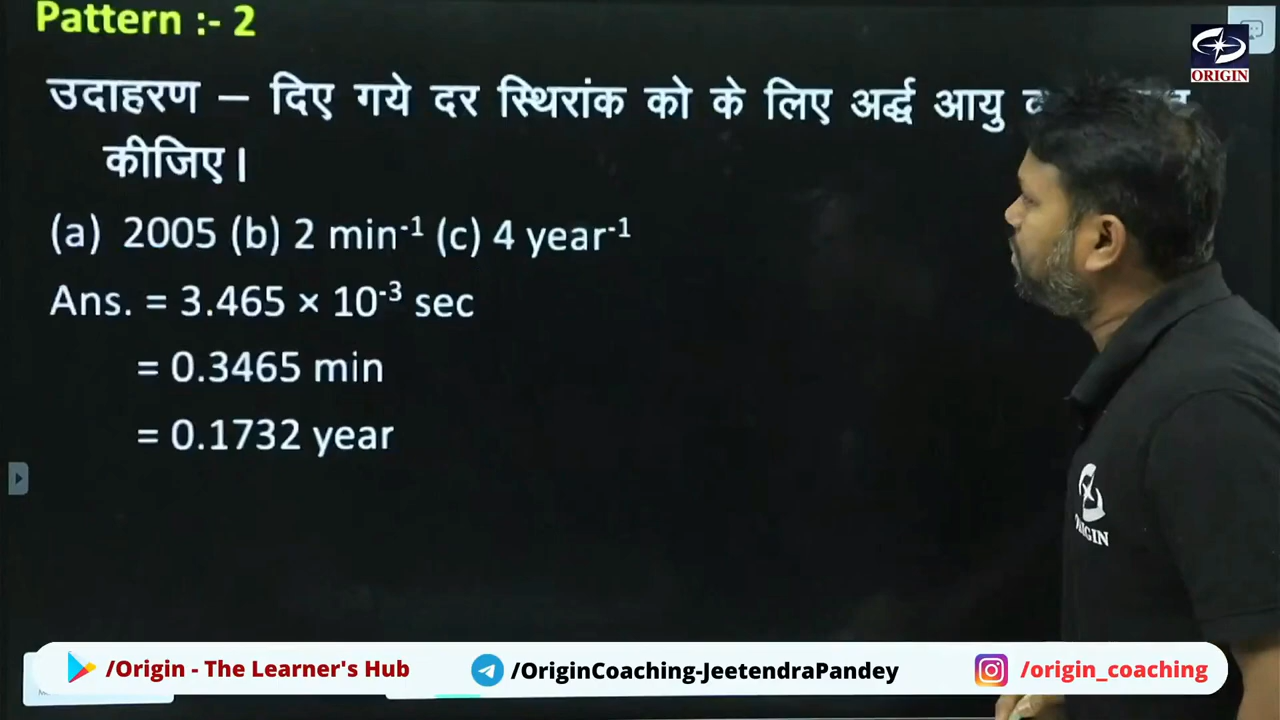 Pattern :- 2
ORIGIN
उदाहरण – दिए गये दर स्थिरांक को के लिए अर्द्ध आयु
कीजिए।
(a) 2005 (b) 2 min⁻¹ (c) 4 year⁻¹
Ans. = 3.465 × 10⁻³ sec
= 0.3465 min
= 0.1732 year
ORIGIN
/Origin - The Learner's Hub
/OriginCoaching-JeetendraPandey
/origin_coaching